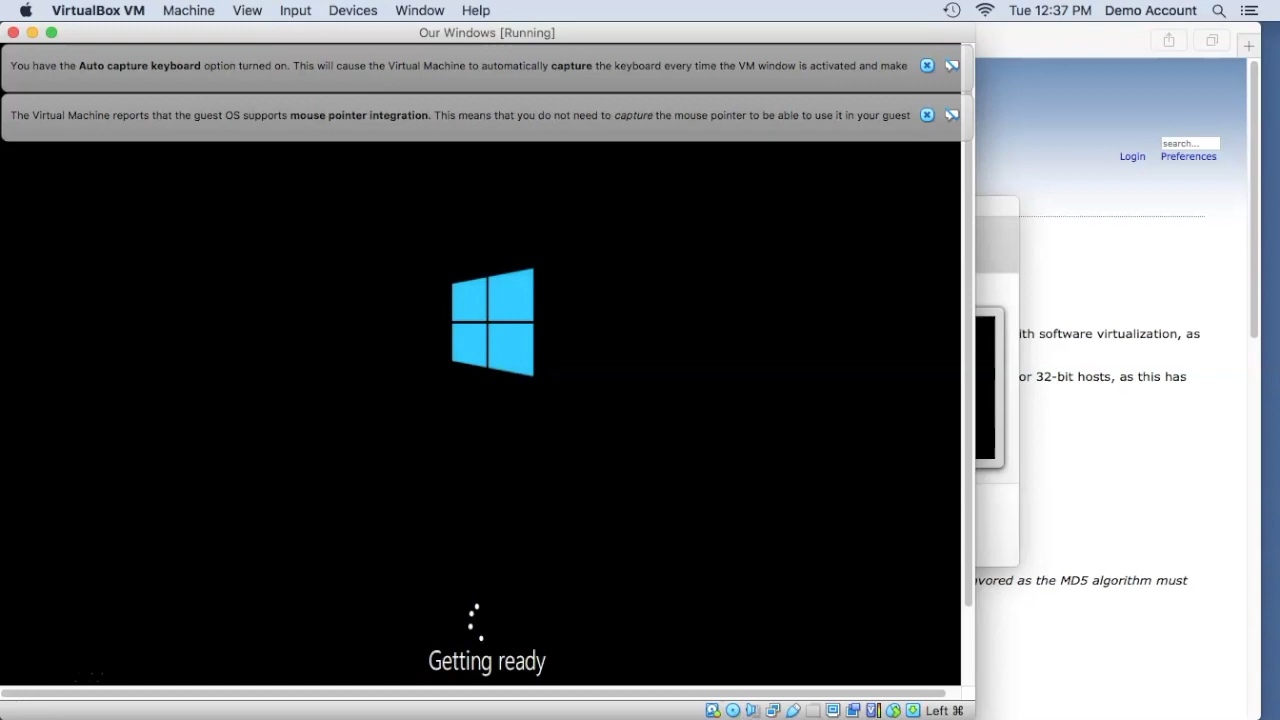 VirtualBox VM Machine View Input Devices Window Help Tue 12:37 PM Demo Account
Our Windows [Running]
You have the Auto capture keyboard option turned on. This will cause the Virtual Machine to automatically capture the keyboard every time the VM window is activated and make
The Virtual Machine reports that the guest OS supports mouse pointer integration. This means that you do not need to capture the mouse pointer to be able to use it in your guest
search...
Login Preferences
ith software virtualization, as
or 32-bit hosts, as this has
avored as the MD5 algorithm must
Getting ready
Left ⌘